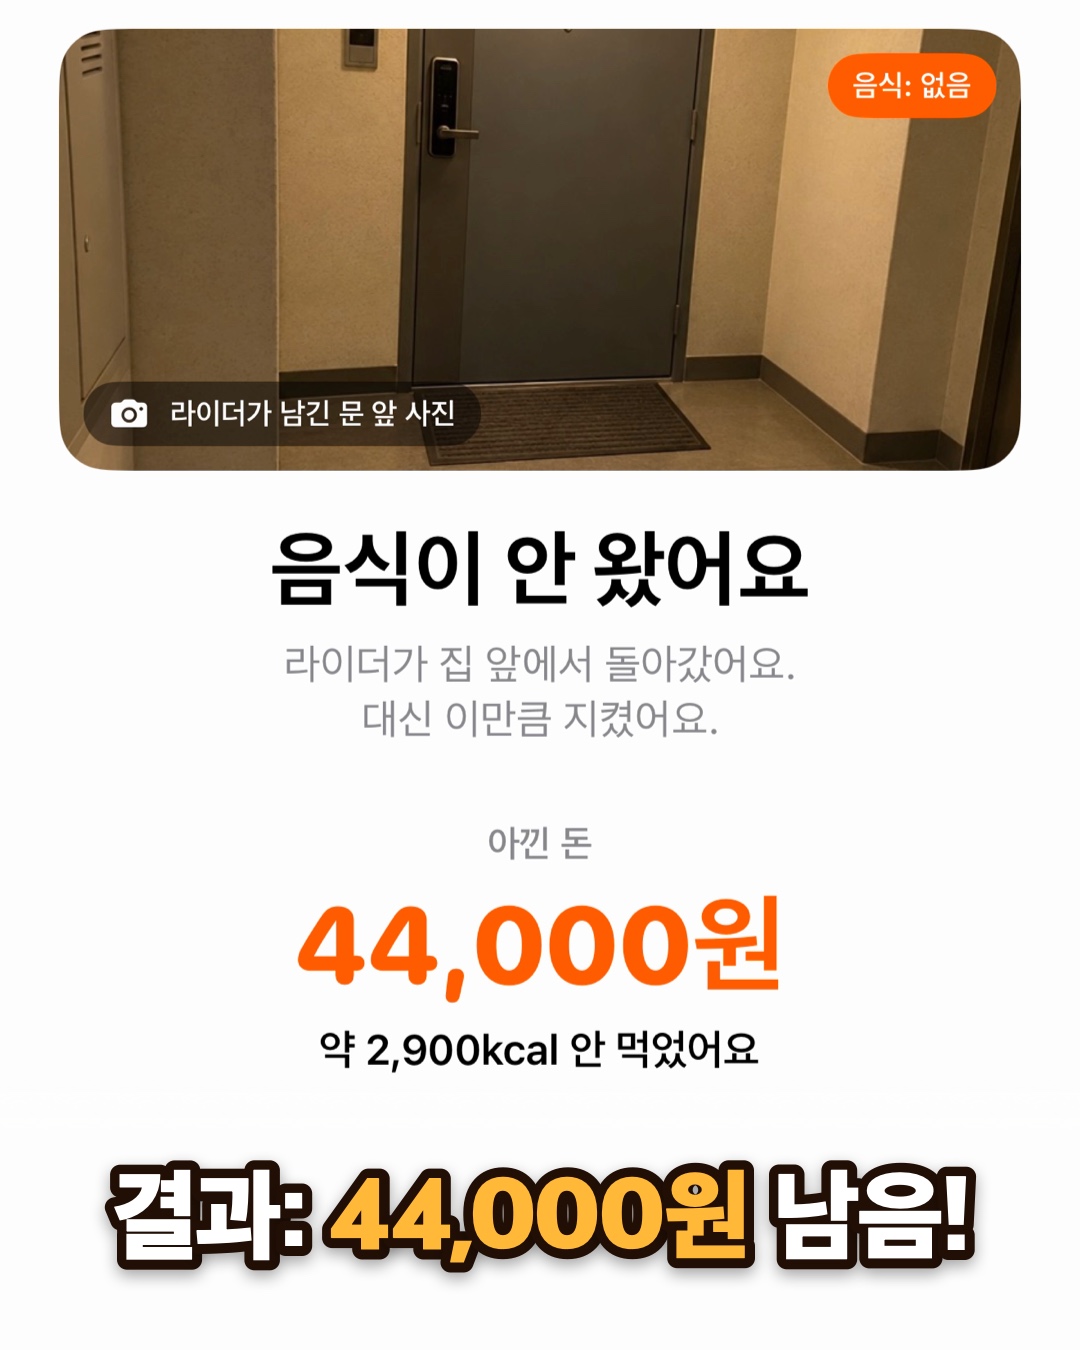 음식: 없음
라이더가 남긴 문 앞 사진
음식이 안 왔어요
라이더가 집 앞에서 돌아갔어요.
대신 이만큼 지켰어요.
아낀 돈
44,000원
약 2,900kcal 안 먹었어요
결과: 44,000원 남음!